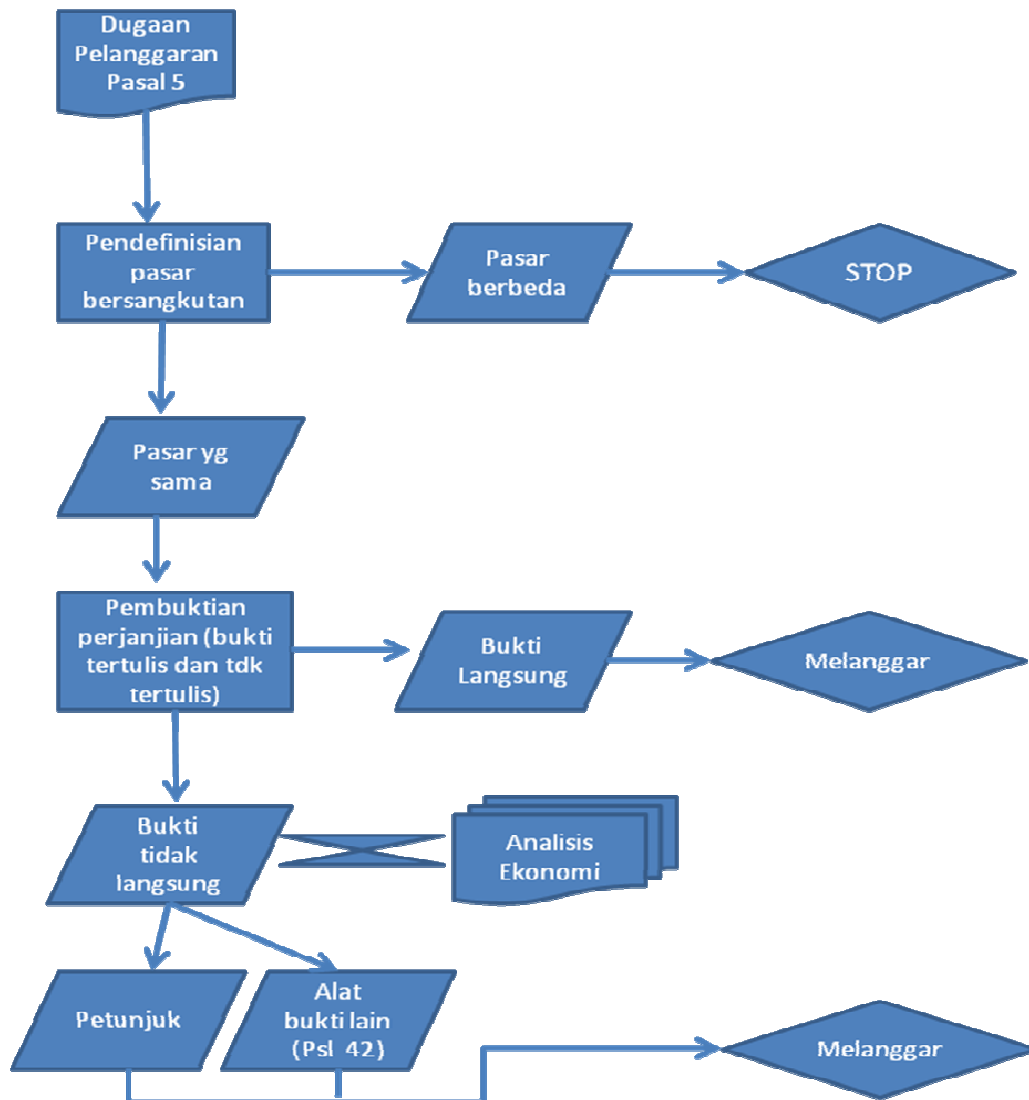 Dugaan
Pelanggaran
Pasal 5
Pendefinisian
pasar
bersangkutan
Pasar
berbeda
STOP
Pasar yg
sama
Pembuktian
perjanjian (bukti
tertulis dan tdk
tertulis)
Bukti
Langsung
Melanggar
Bukti
tidak
langsung
Analisis
Ekonomi
Petunjuk
Alat
bukti lain
(Psl 42)
Melanggar